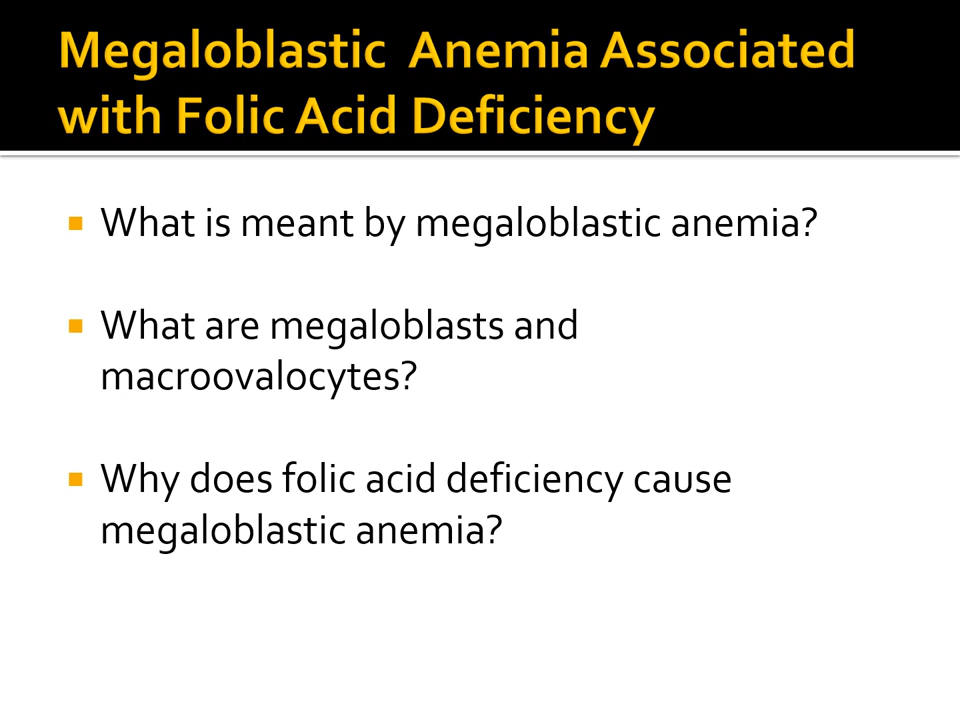 Megaloblastic Anemia Associated
with Folic Acid Deficiency
What is meant by megaloblastic anemia?
What are megaloblasts and
macroovalocytes?
Why does folic acid deficiency cause
megaloblastic anemia?